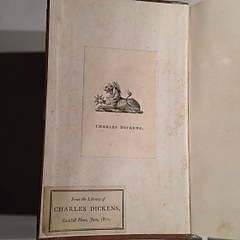 CHARLES DICKENS.
From the Library of
CHARLES DICKENS,
Gadshill Place, June, 1870.